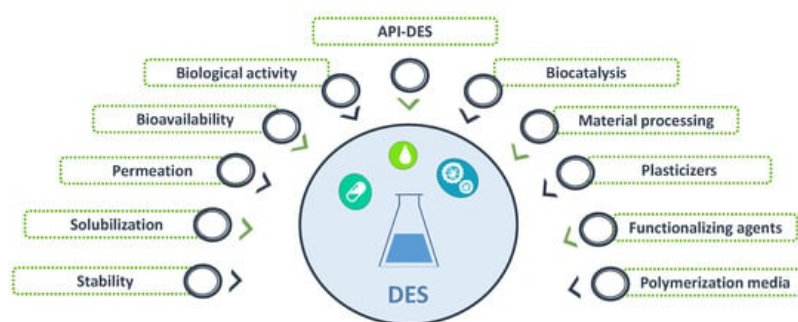 API-DES
Biological activity
Biocatalysis
Bioavailability
Material processing
Permeation
Plasticizers
Solubilization
Functionalizing agents
Stability
Polymerization media
DES